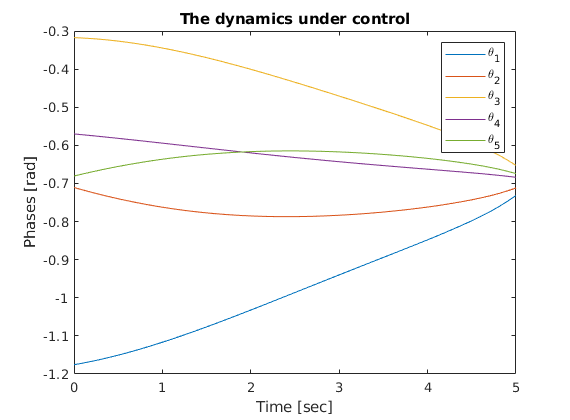 The dynamics under control
-0.3
-0.4
-0.5
-0.6
-0.7
-0.8
-0.9
-1
-1.1
-1.2
Phases [rad]
θ1
θ2
θ3
θ4
θ5
0 1 2 3 4 5
Time [sec]